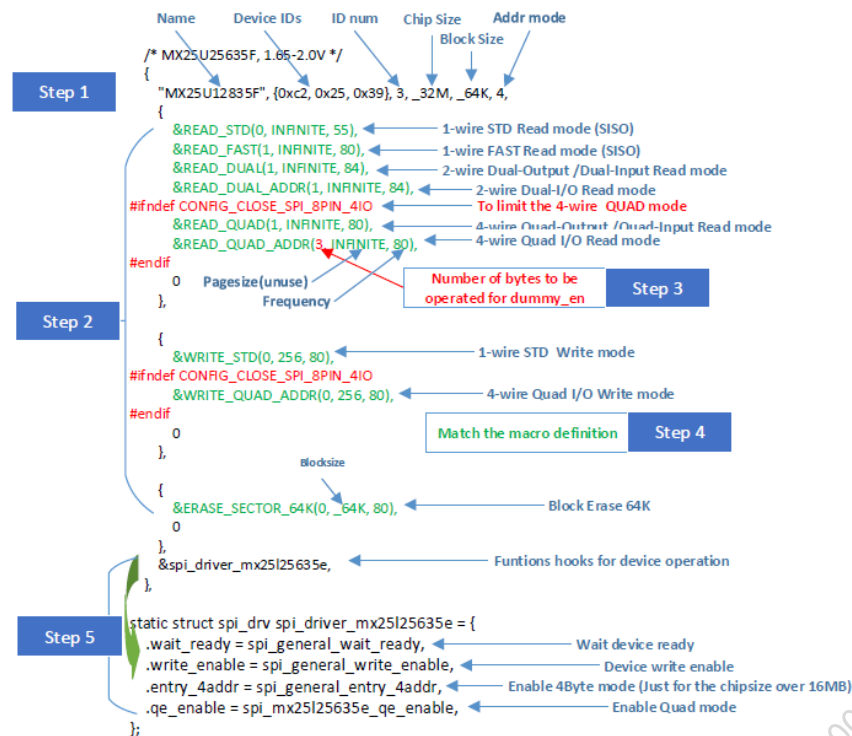 Name Device IDs ID num Chip Size Addr mode
Block Size
/* MX25U25635F, 1.65-2.0V */
{
Step 1
"MX25U12835F", {0xc2, 0x25, 0x39}, 3, _32M, _64K, 4,
{
&READ_STD(0, INFINITE, 55), 1-wire STD Read mode (SISO)
&READ_FAST(1, INFINITE, 80), 1-wire FAST Read mode (SISO)
&READ_DUAL(1, INFINITE, 84), 2-wire Dual-Output /Dual-Input Read mode
&READ_DUAL_ADDR(1, INFINITE, 84), 2-wire Dual-I/O Read mode
#ifndef CONFIG_CLOSE_SPI_8PIN_4IO To limit the 4-wire QUAD mode
&READ_QUAD(1, INFINITE, 80), 4-wire Quad-Output /Quad-Input Read mode
&READ_QUAD_ADDR(3, INFINITE, 80), 4-wire Quad I/O Read mode
#endif
0 Pagesize(unuse) Number of bytes to be
}, Frequency operated for dummy_en Step 3
Step 2
{
&WRITE_STD(0, 256, 80), 1-wire STD Write mode
#ifndef CONFIG_CLOSE_SPI_8PIN_4IO
&WRITE_QUAD_ADDR(0, 256, 80), 4-wire Quad I/O Write mode
#endif
0 Match the macro definition Step 4
},
Blocksize
{
&ERASE_SECTOR_64K(0, _64K, 80), Block Erase 64K
0
},
&spi_driver_mx25l25635e, Funtions hooks for device operation
},
Step 5
static struct spi_drv spi_driver_mx25l25635e = {
.wait_ready = spi_general_wait_ready, Wait device ready
.write_enable = spi_general_write_enable, Device write enable
.entry_4addr = spi_general_entry_4addr, Enable 4Byte mode (Just for the chipsize over 16MB)
.qe_enable = spi_mx25l25635e_qe_enable, Enable Quad mode
};